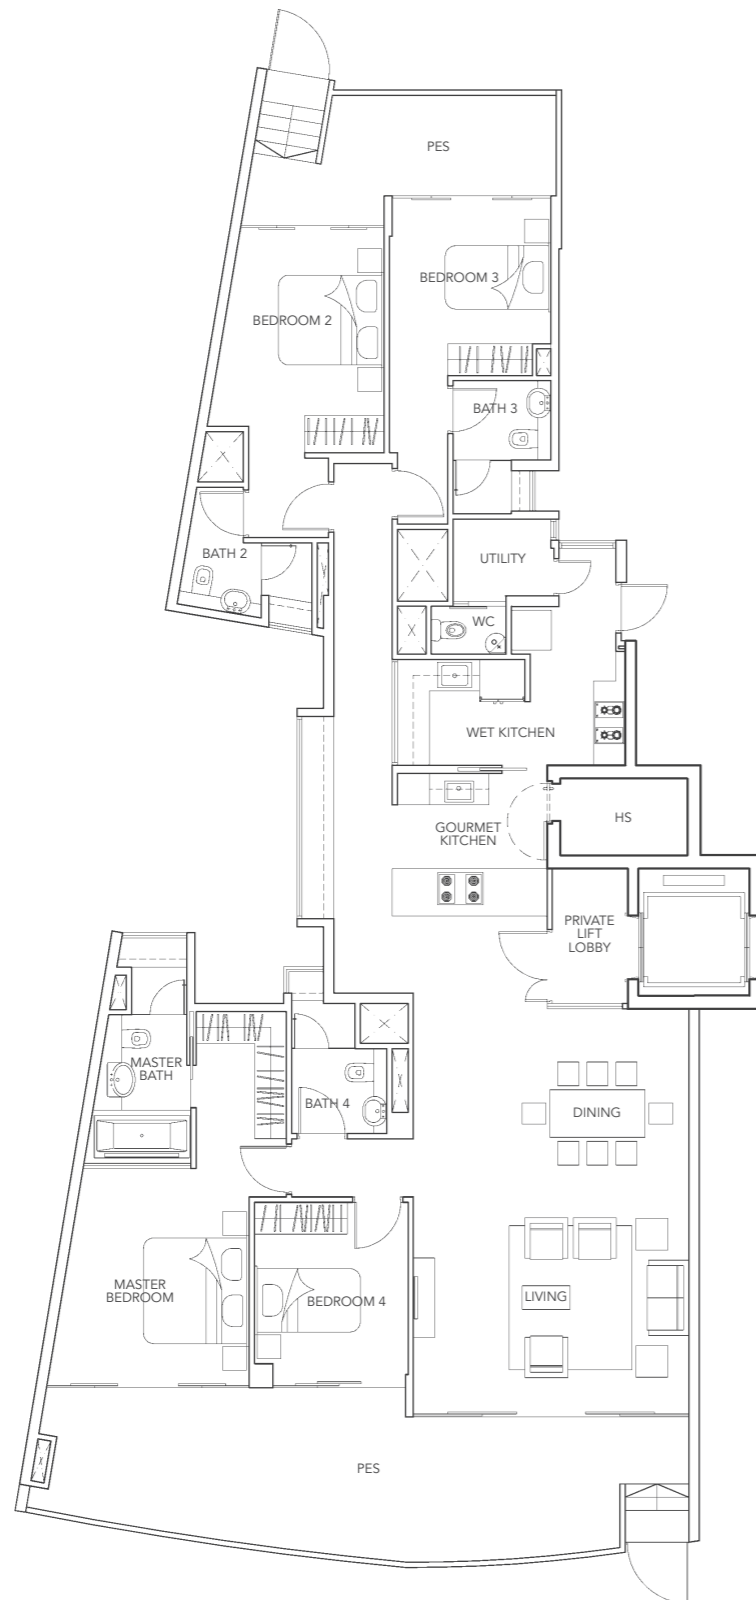 PES
BEDROOM 3
BEDROOM 2
BATH 3
BATH 2
UTILITY
WC
WET KITCHEN
GOURMET
KITCHEN
HS
PRIVATE
LIFT
LOBBY
MASTER
BATH
BATH 4
DINING
MASTER
BEDROOM
BEDROOM 4
LIVING
PES